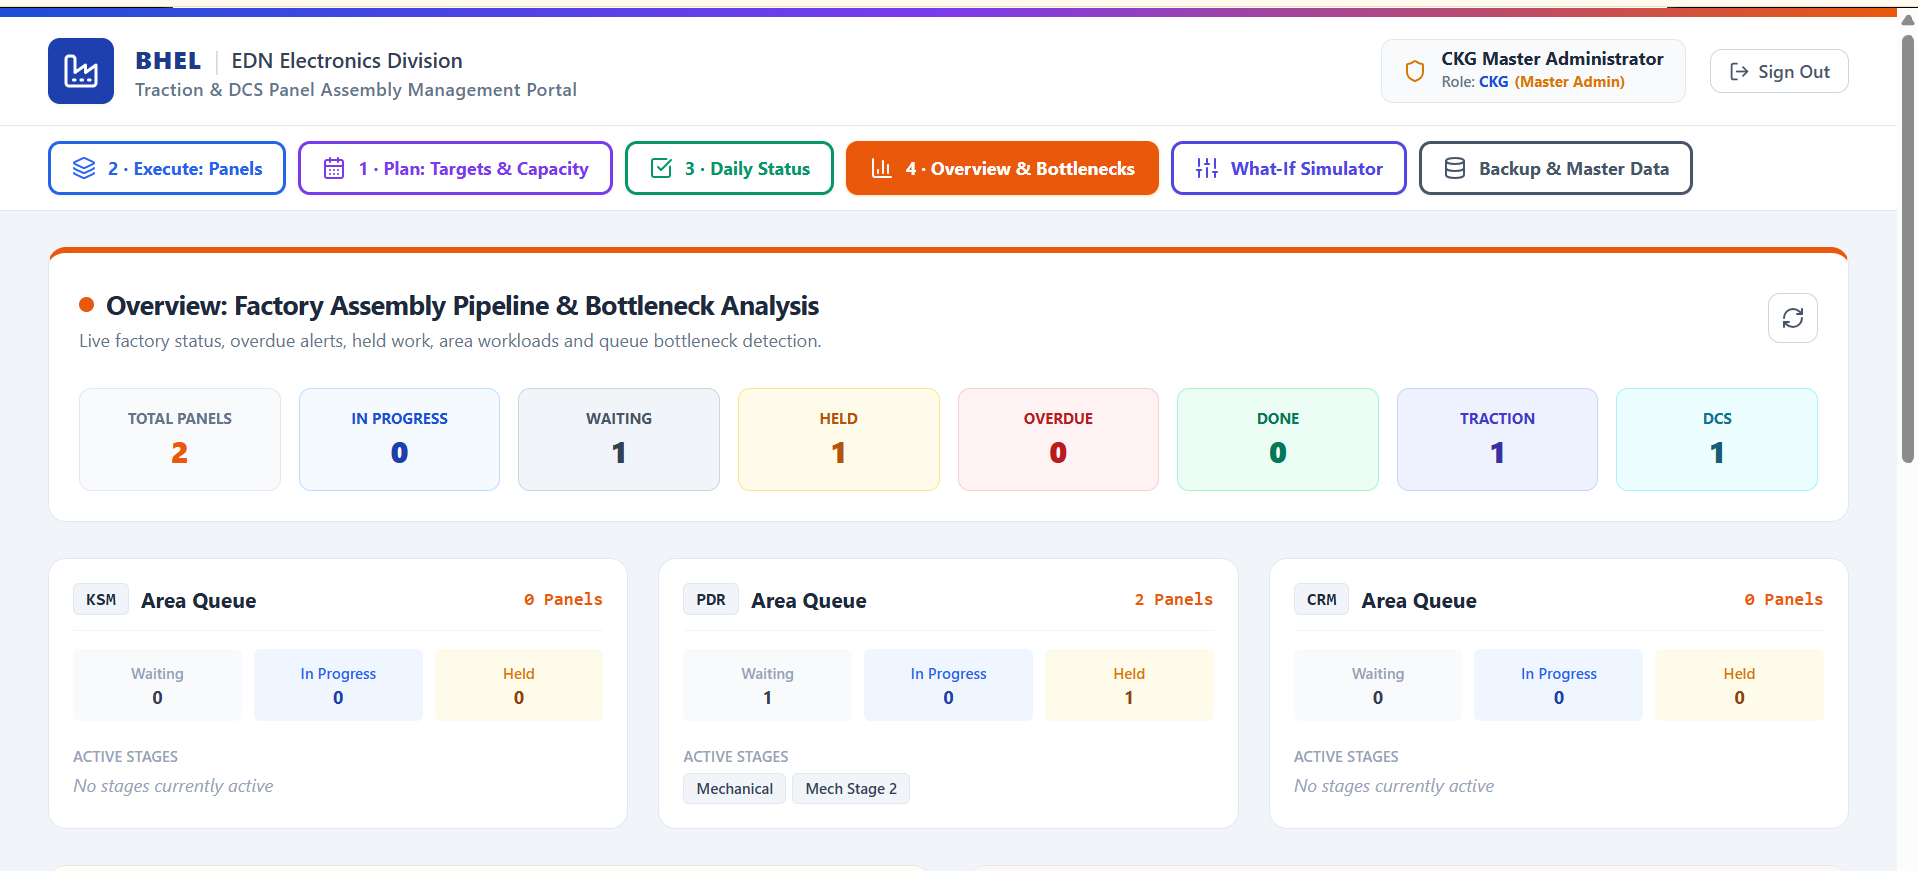 BHEL | EDN Electronics Division
Traction & DCS Panel Assembly Management Portal
CKG Master Administrator
Role: CKG (Master Admin)
Sign Out
2 · Execute: Panels
1 · Plan: Targets & Capacity
3 · Daily Status
4 · Overview & Bottlenecks
What-If Simulator
Backup & Master Data
Overview: Factory Assembly Pipeline & Bottleneck Analysis
Live factory status, overdue alerts, held work, area workloads and queue bottleneck detection.
TOTAL PANELS
2
IN PROGRESS
0
WAITING
1
HELD
1
OVERDUE
0
DONE
0
TRACTION
1
DCS
1
KSM Area Queue
0 Panels
Waiting
0
In Progress
0
Held
0
ACTIVE STAGES
No stages currently active
PDR Area Queue
2 Panels
Waiting
1
In Progress
0
Held
1
ACTIVE STAGES
Mechanical
Mech Stage 2
CRM Area Queue
0 Panels
Waiting
0
In Progress
0
Held
0
ACTIVE STAGES
No stages currently active